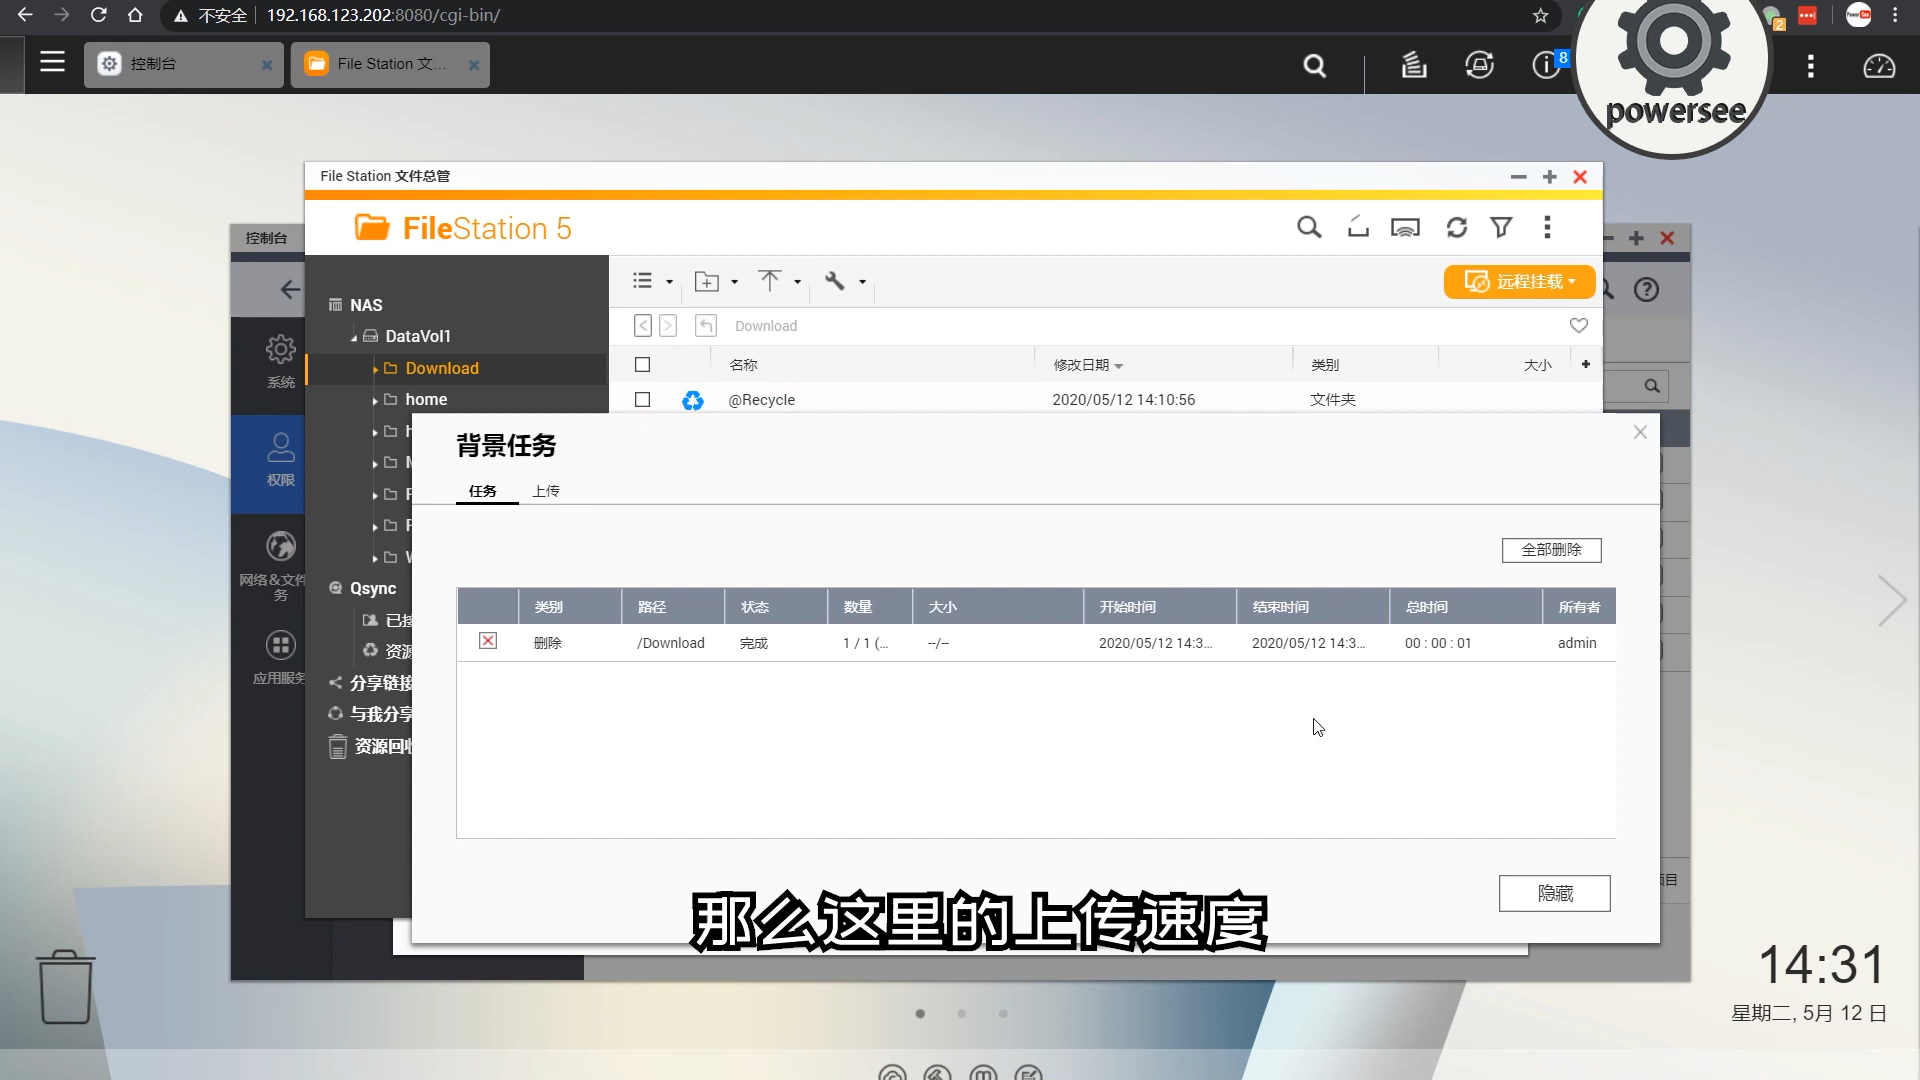 不安全 192.168.123.202:8080/cgi-bin/
2
控制台
File Station 文...
8
powersee
File Station 文件总管
控制台
FileStation 5
远程挂载
NAS
DataVol1
Download
home
Download
名称 修改日期 类别 大小
@Recycle 2020/05/12 14:10:56 文件夹
系统
权限
网络&文件
务
应用服务
Qsync
已接
资源
分享链接
与我分享
资源回收
背景任务
任务 上传
全部删除
类别 路径 状态 数量 大小 开始时间 结束时间 总时间 所有者
删除 /Download 完成 1 / 1 (... --/-- 2020/05/12 14:3... 2020/05/12 14:3... 00 : 00 : 01 admin
隐藏
项目
那么这里的上传速度
14:31
星期二, 5月 12 日